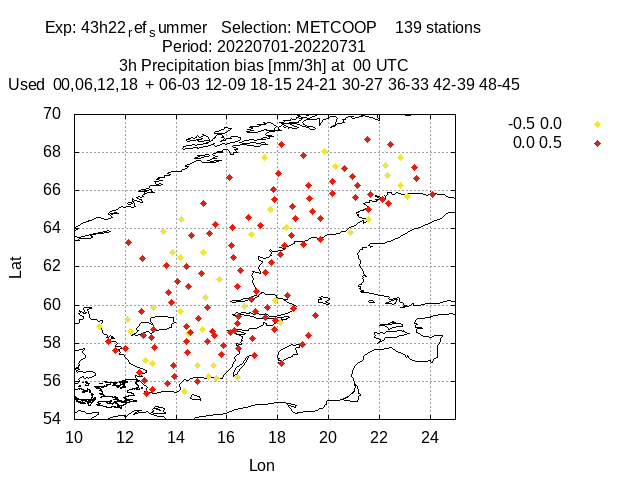 Exp: 43h22refsummer   Selection: METCOOP    139 stations
Period: 20220701-20220731
3h Precipitation bias [mm/3h] at  00 UTC
Used  00,06,12,18  + 06-03 12-09 18-15 24-21 30-27 36-33 42-39 48-45
-0.5 0.0
0.0 0.5
70
68
66
64
62
60
58
56
54
Lat
10 12 14 16 18 20 22 24
Lon